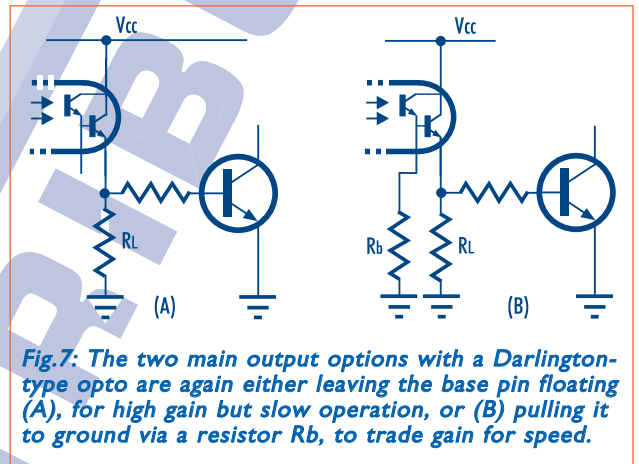 Vcc
Vcc
RL
Rb
RL
(A)
(B)
Fig.7: The two main output options with a Darlington-
type opto are again either leaving the base pin floating
(A), for high gain but slow operation, or (B) pulling it
to ground via a resistor Rb, to trade gain for speed.